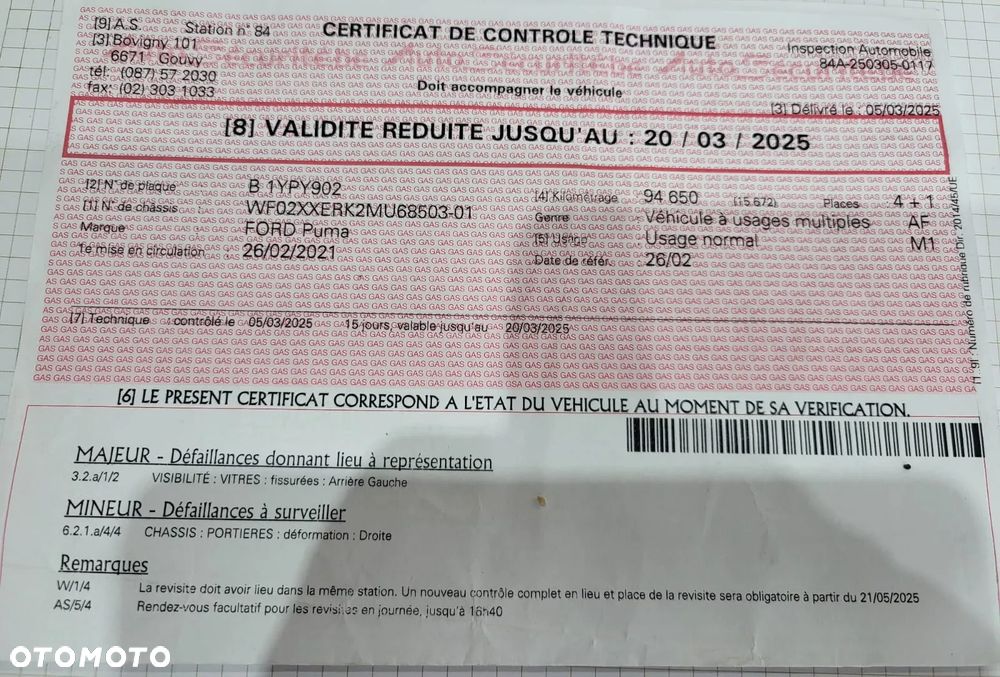 [9] A.S. Station n° 84
[3] Bovigny 101
6671 Gouvy
tél: (087) 57 2030
fax: (02) 303 1033
CERTIFICAT DE CONTROLE TECHNIQUE
Doit accompagner le véhicule
Inspection Automobile
84A-250305-0117
[3] Délivré le : 05/03/2025
[8] VALIDITE REDUITE JUSQU'AU : 20 / 03 / 2025
[2] N° de plaque B 1YPY902
[1] N° de chassis WF02XXERK2MU68503-01
Marque FORD Puma
1e mise en circulation 26/02/2021
[4] Kilométrage 94 650 (15.672) Places 4 + 1
Genre Véhicule à usages multiples AF
[5] Usage Usage normal M1
Date de référ. 26/02
[7] Technique contrôlé le 05/03/2025 15 jours, valable jusqu'au 20/03/2025
[6] LE PRESENT CERTIFICAT CORRESPOND A L'ETAT DU VEHICULE AU MOMENT DE SA VERIFICATION.
MAJEUR - Défaillances donnant lieu à représentation
3.2.a/1/2 VISIBILITÉ : VITRES : fissurées : Arrière Gauche
MINEUR - Défaillances à surveiller
6.2.1.a/4/4 CHASSIS : PORTIERES : déformation : Droite
Remarques
W/1/4 La revisite doit avoir lieu dans la même station. Un nouveau contrôle complet en lieu et place de la revisite sera obligatoire à partir du 21/05/2025
AS/5/4 Rendez-vous facultatif pour les revisites en journée, jusqu'à 16h40
OTOMOTO